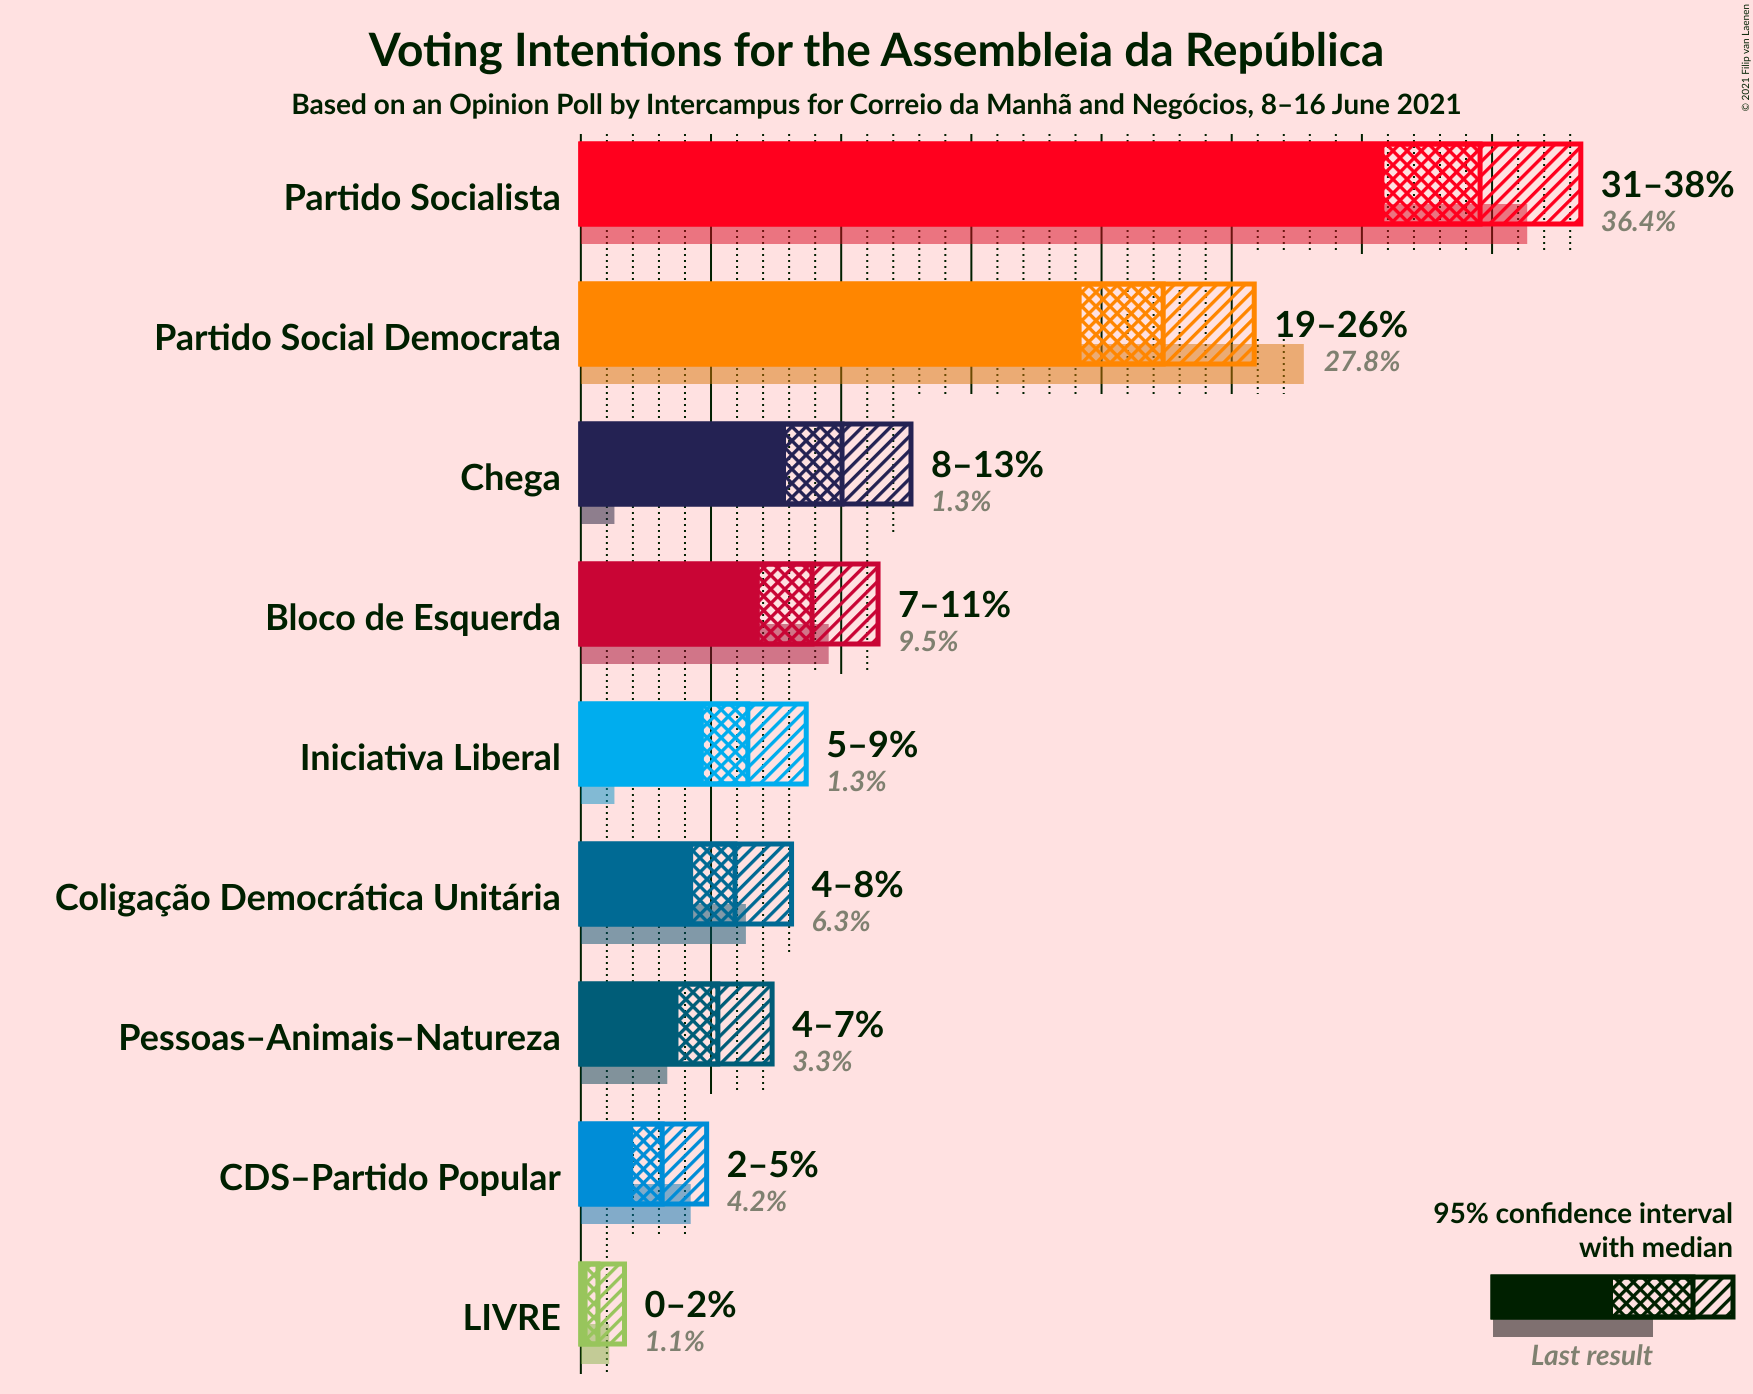 Voting Intentions for the Assembleia da República
Based on an Opinion Poll by Intercampus for Correio da Manhã and Negócios, 8–16 June 2021
© 2021 Filip van Laenen
Partido Socialista
31–38%
36.4%
Partido Social Democrata
19–26%
27.8%
Chega
8–13%
1.3%
Bloco de Esquerda
7–11%
9.5%
Iniciativa Liberal
5–9%
1.3%
Coligação Democrática Unitária
4–8%
6.3%
Pessoas–Animais–Natureza
4–7%
3.3%
CDS–Partido Popular
2–5%
4.2%
LIVRE
0–2%
1.1%
95% confidence interval
with median
Last result